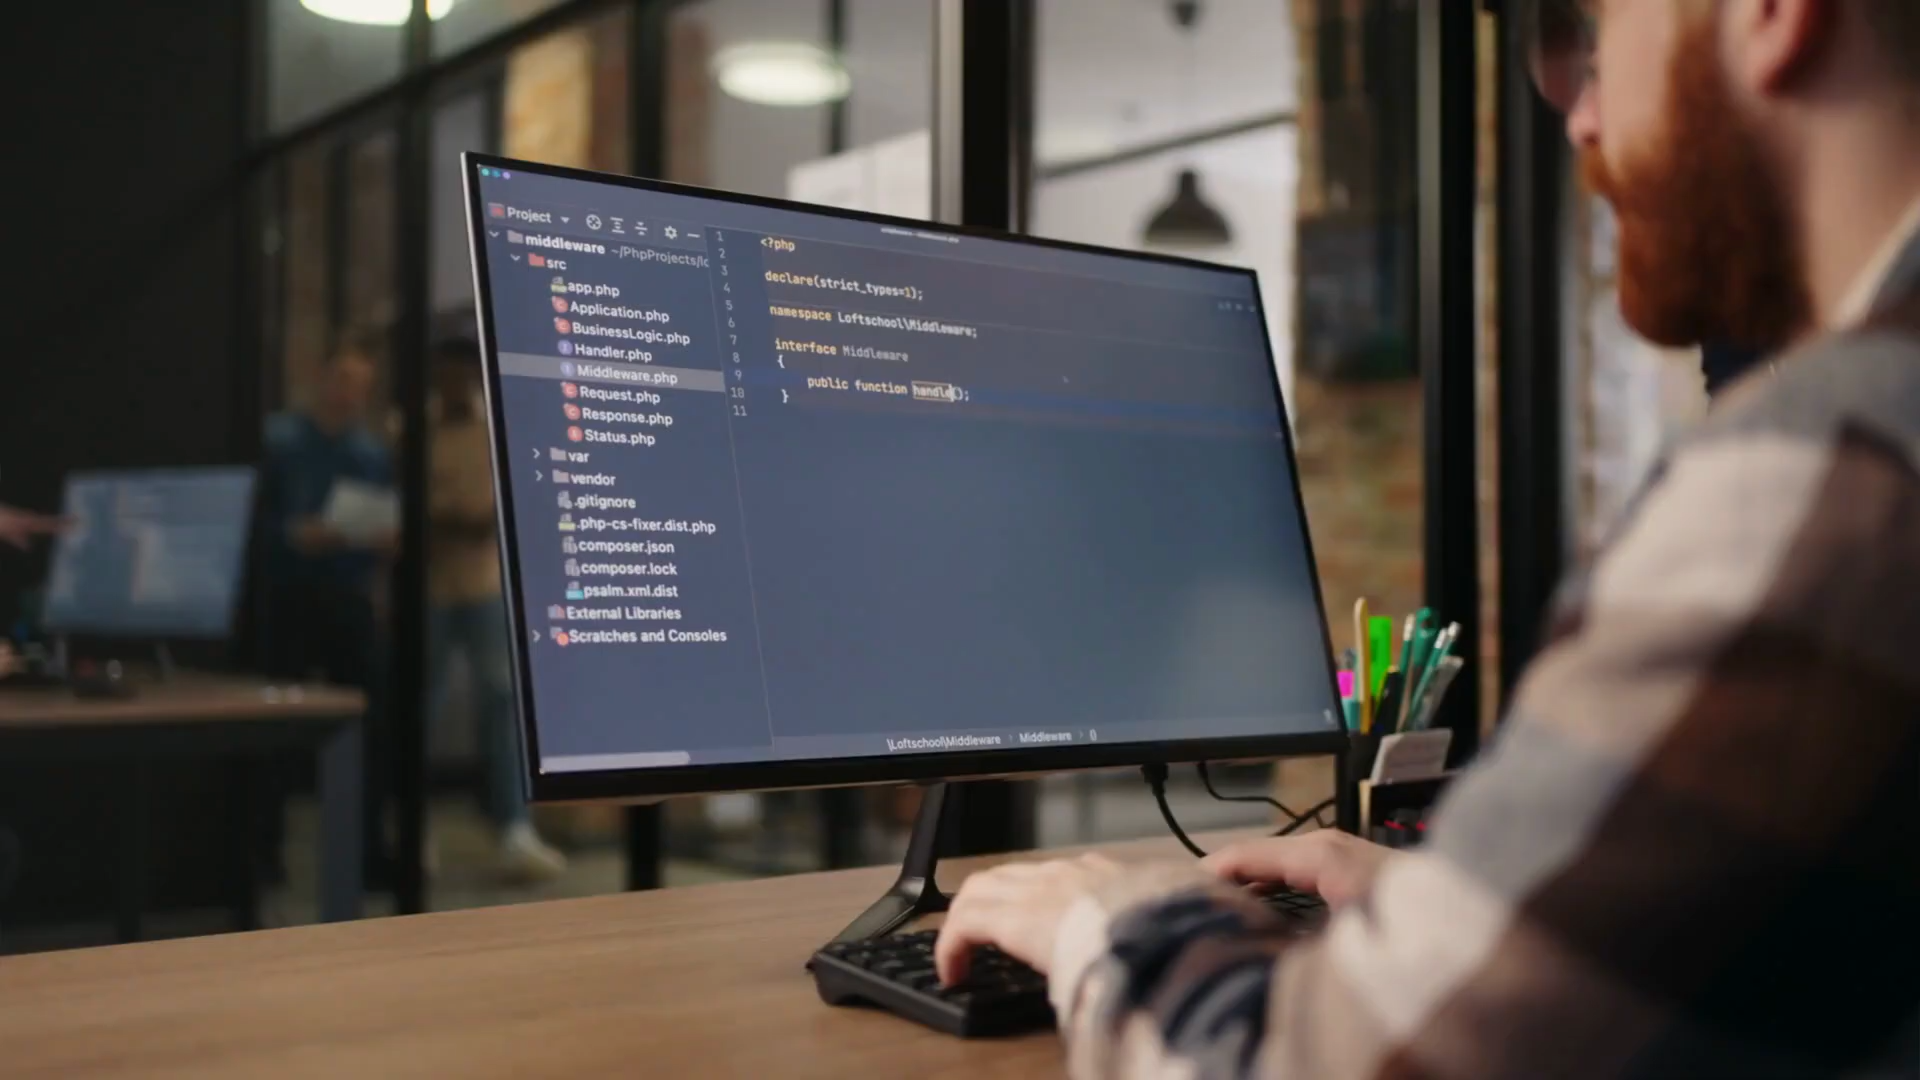 Project
middleware ~/PhpProjects/lo
src
app.php
Application.php
BusinessLogic.php
Handler.php
Middleware.php
Request.php
Response.php
Status.php
var
vendor
.gitignore
.php-cs-fixer.dist.php
composer.json
composer.lock
psalm.xml.dist
External Libraries
Scratches and Consoles
1 <?php
2
3 declare(strict_types=1);
4
5 namespace Loftschool\Middleware;
6
7 interface Middleware
8 {
9 public function handle();
10 }
11
\Loftschool\Middleware › Middleware › ()